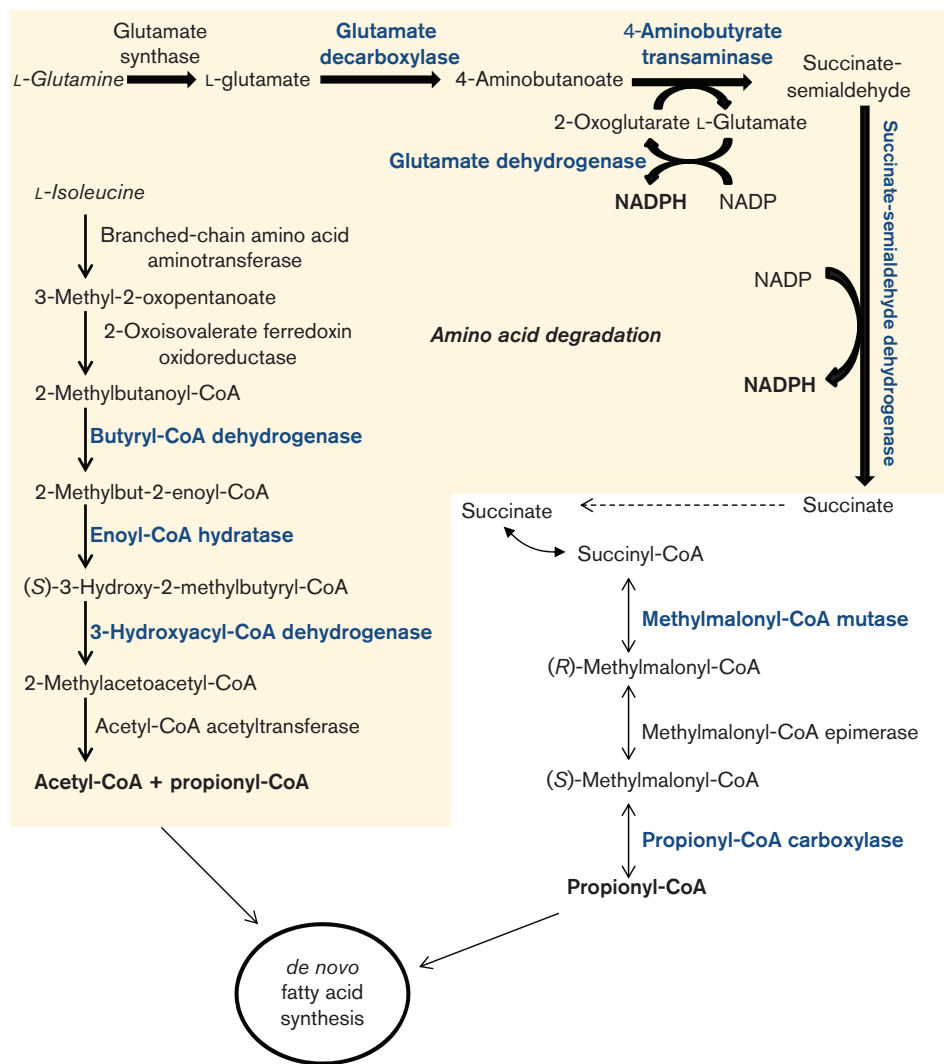 Glutamate
synthase
Glutamate
decarboxylase
4-Aminobutyrate
transaminase
L-Glutamine
L-glutamate
4-Aminobutanoate
Succinate-
semialdehyde
2-Oxoglutarate L-Glutamate
Glutamate dehydrogenase
NADPH
NADP
Succinate-semialdehyde dehydrogenase
NADP
NADPH
Amino acid degradation
L-Isoleucine
Branched-chain amino acid
aminotransferase
3-Methyl-2-oxopentanoate
2-Oxoisovalerate ferredoxin
oxidoreductase
2-Methylbutanoyl-CoA
Butyryl-CoA dehydrogenase
2-Methylbut-2-enoyl-CoA
Enoyl-CoA hydratase
(S)-3-Hydroxy-2-methylbutyryl-CoA
3-Hydroxyacyl-CoA dehydrogenase
2-Methylacetoacetyl-CoA
Acetyl-CoA acetyltransferase
Acetyl-CoA + propionyl-CoA
Succinate
Succinate
Succinyl-CoA
Methylmalonyl-CoA mutase
(R)-Methylmalonyl-CoA
Methylmalonyl-CoA epimerase
(S)-Methylmalonyl-CoA
Propionyl-CoA carboxylase
Propionyl-CoA
de novo
fatty acid
synthesis